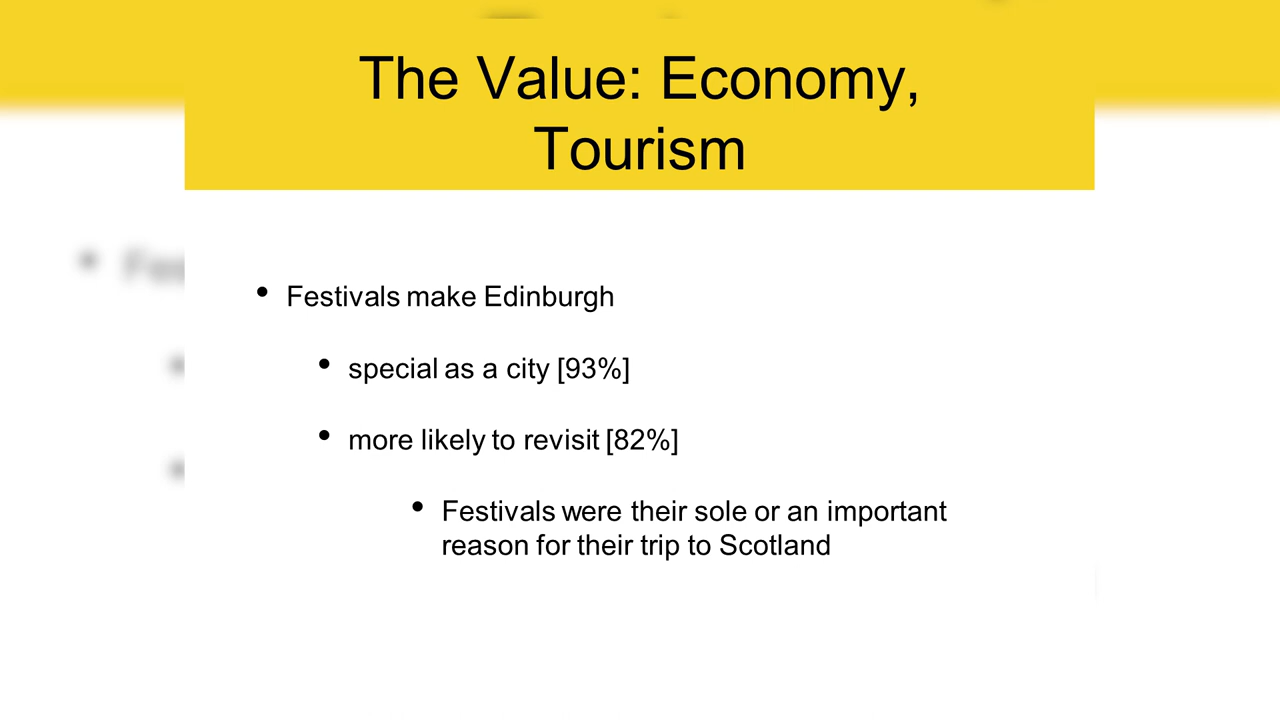 The Value: Economy,
Tourism
• Festivals make Edinburgh
• special as a city [93%]
• more likely to revisit [82%]
• Festivals were their sole or an important
reason for their trip to Scotland